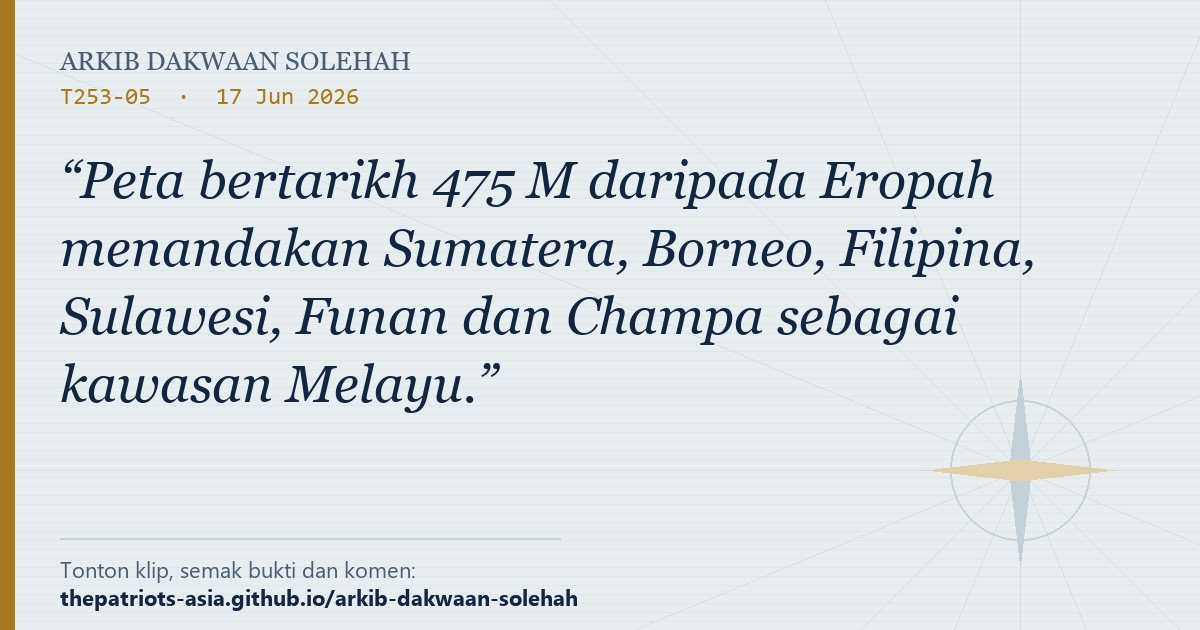 ARKIB DAKWAAN SOLEHAH
T253-05 · 17 Jun 2026
“Peta bertarikh 475 M daripada Eropah
menandakan Sumatera, Borneo, Filipina,
Sulawesi, Funan dan Champa sebagai
kawasan Melayu.”
Tonton klip, semak bukti dan komen:
thepatriots-asia.github.io/arkib-dakwaan-solehah